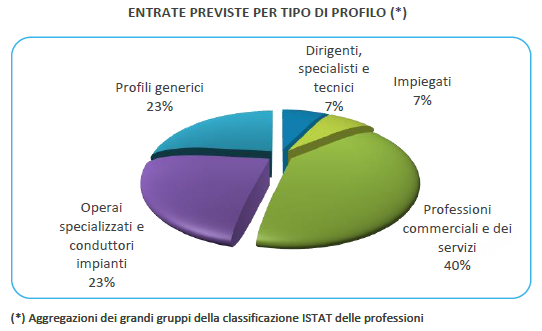 ENTRATE PREVISTE PER TIPO DI PROFILO (*)
Dirigenti,
specialisti e
tecnici
7%
Impiegati
7%
Profili generici
23%
Operai
specializzati e
conduttori
impianti
23%
Professioni
commerciali e dei
servizi
40%
(*) Aggregazioni dei grandi gruppi della classificazione ISTAT delle professioni